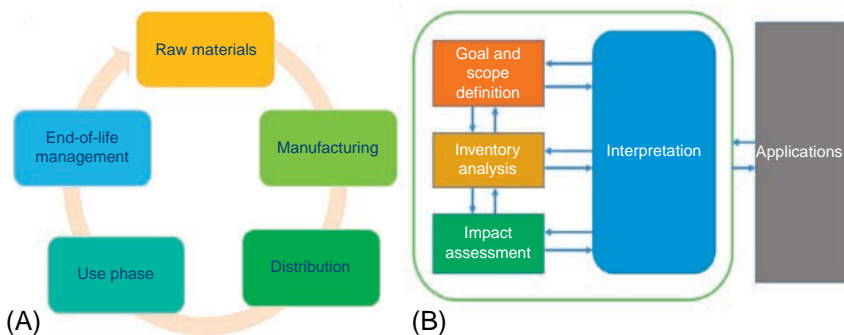 Raw materials
Manufacturing
Distribution
Use phase
End-of-life
management
(A)
Goal and
scope
definition
Inventory
analysis
Impact
assessment
Interpretation
Applications
(B)